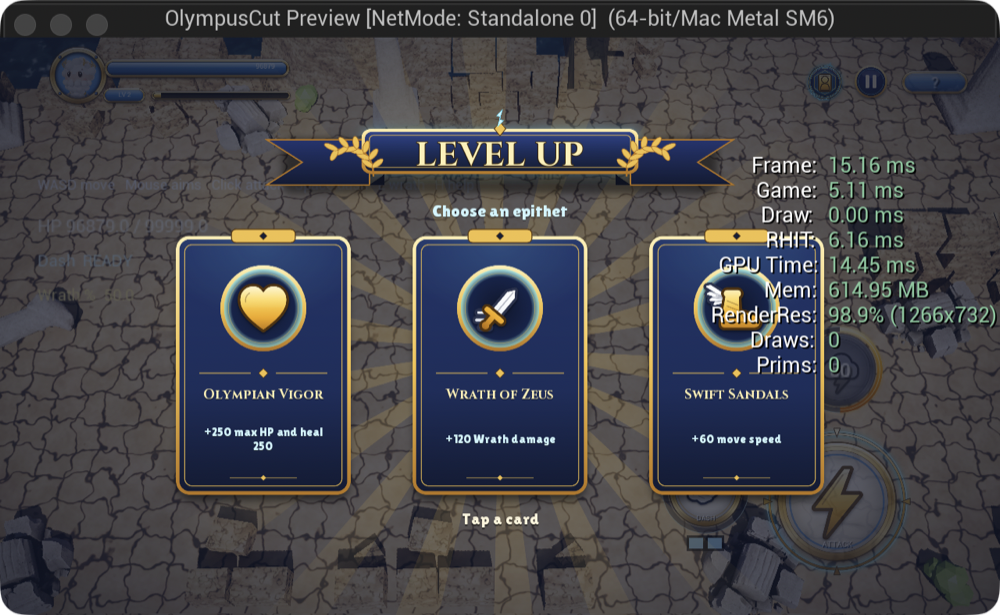 OlympusCut Preview [NetMode: Standalone 0] (64-bit/Mac Metal SM6)
?
LEVEL UP
Choose an epithet
Frame: 15.16 ms
Game: 5.11 ms
Draw: 0.00 ms
RHIT: 6.16 ms
GPU Time: 14.45 ms
Mem: 614.95 MB
RenderRes: 98.9% (1266x732)
Draws: 0
Prims: 0
OLYMPIAN VIGOR
+250 max HP and heal
250
WRATH OF ZEUS
+120 Wrath damage
SWIFT SANDALS
+60 move speed
Tap a card
ATTACK